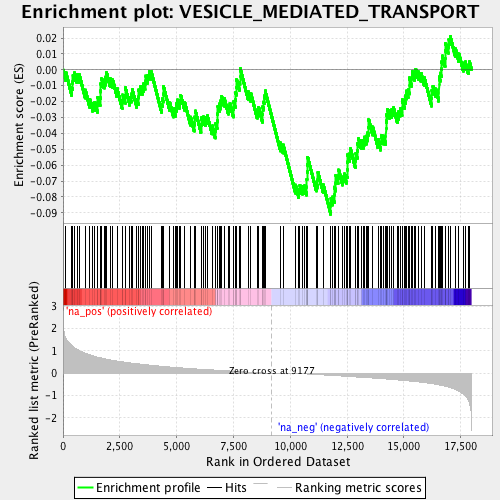 Enrichment plot: VESICLE_MEDIATED_TRANSPORT
Enrichment score (ES)
0.02
0.01
0.00
-0.01
-0.02
-0.03
-0.04
-0.05
-0.06
-0.07
-0.08
-0.09
'na_pos' (positively correlated)
Ranked list metric (PreRanked)
3
2
1
0
-1
-2
Zero cross at 9177
'na_neg' (negatively correlated)
0
2,500
5,000
7,500
10,000
12,500
15,000
17,500
Rank in Ordered Dataset
Enrichment profile
Hits
Ranking metric scores